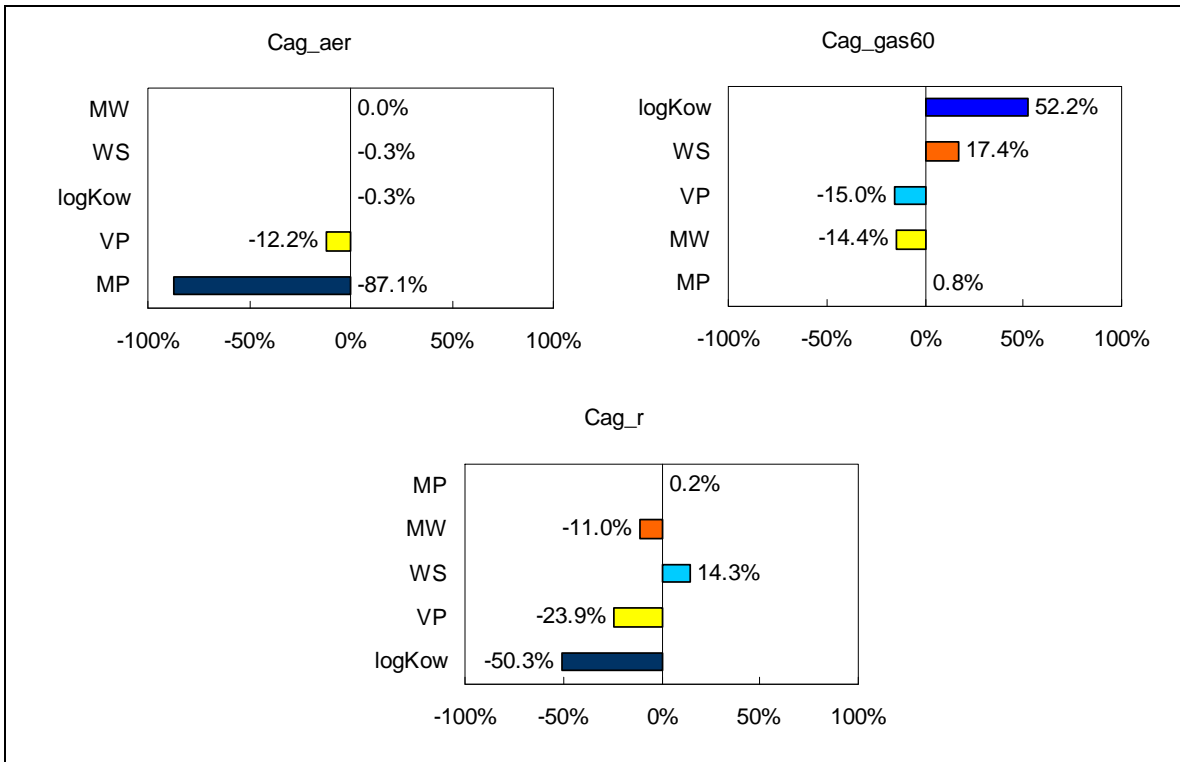 Cag_aer
MW 0.0%
WS -0.3%
logKow -0.3%
VP -12.2%
MP -87.1%
-100% -50% 0% 50% 100%
Cag_gas60
logKow 52.2%
WS 17.4%
VP -15.0%
MW -14.4%
MP 0.8%
-100% -50% 0% 50% 100%
Cag_r
MP 0.2%
MW -11.0%
WS 14.3%
VP -23.9%
logKow -50.3%
-100% -50% 0% 50% 100%